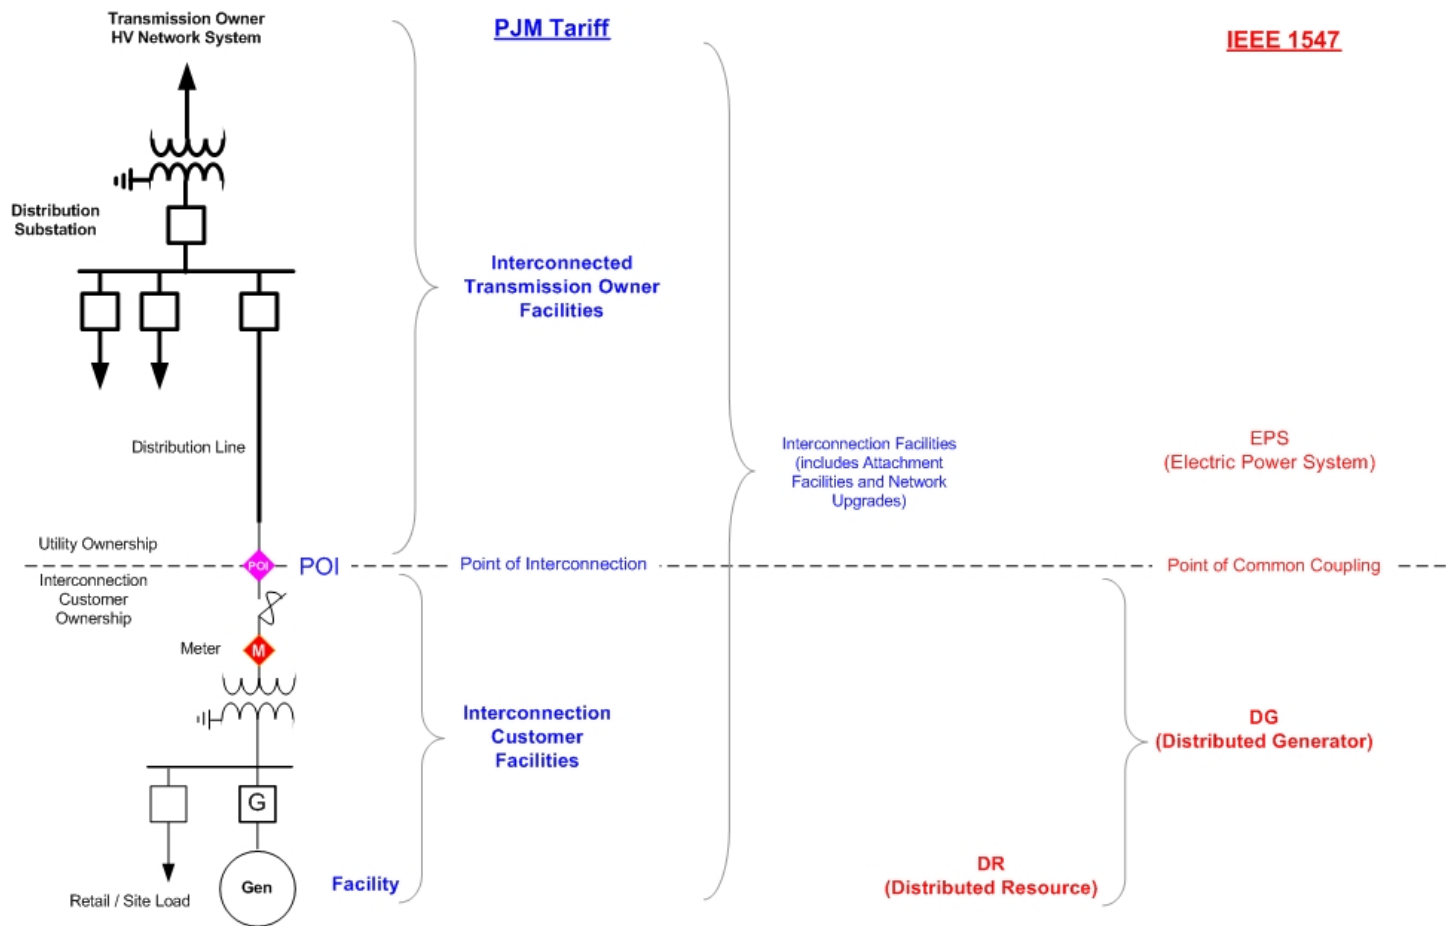 Transmission Owner
HV Network System
PJM Tariff
IEEE 1547
Distribution
Substation
Interconnected
Transmission Owner
Facilities
Distribution Line
Interconnection Facilities
(includes Attachment
Facilities and Network
Upgrades)
EPS
(Electric Power System)
Utility Ownership
POI
POI
Point of Interconnection
Point of Common Coupling
Interconnection
Customer
Ownership
Meter
M
Interconnection
Customer
Facilities
DG
(Distributed Generator)
G
Gen
Facility
DR
(Distributed Resource)
Retail / Site Load